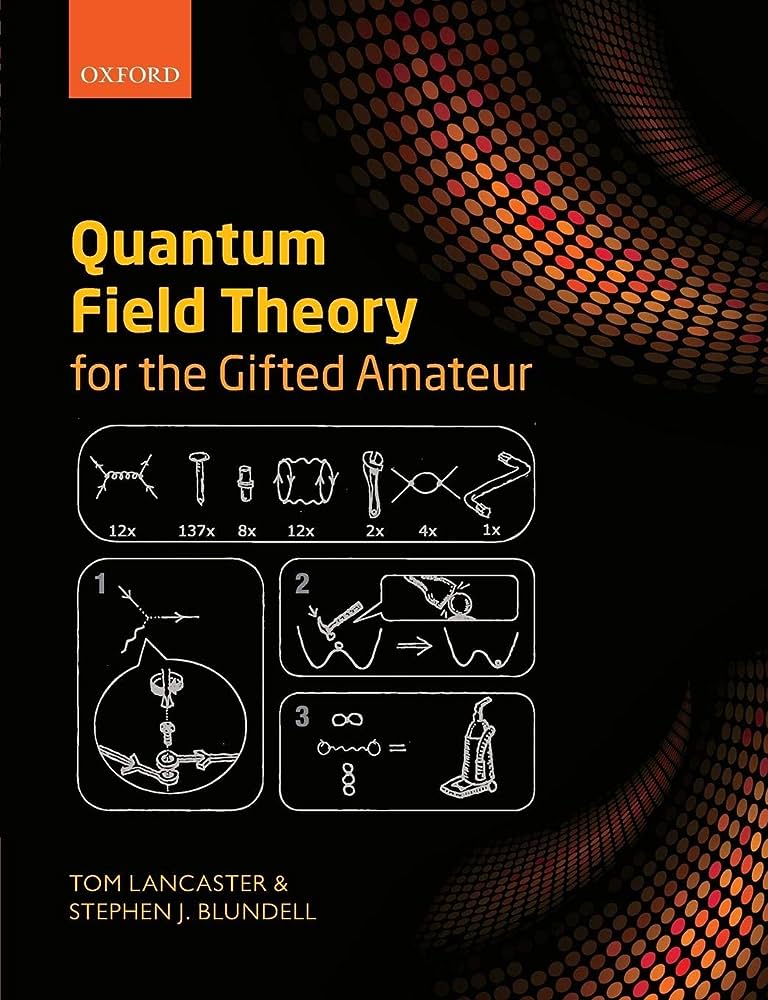 OXFORD
Quantum
Field Theory
for the Gifted Amateur
12x 137x 8x 12x 2x 4x 1x
1
2
3
=
TOM LANCASTER &
STEPHEN J. BLUNDELL